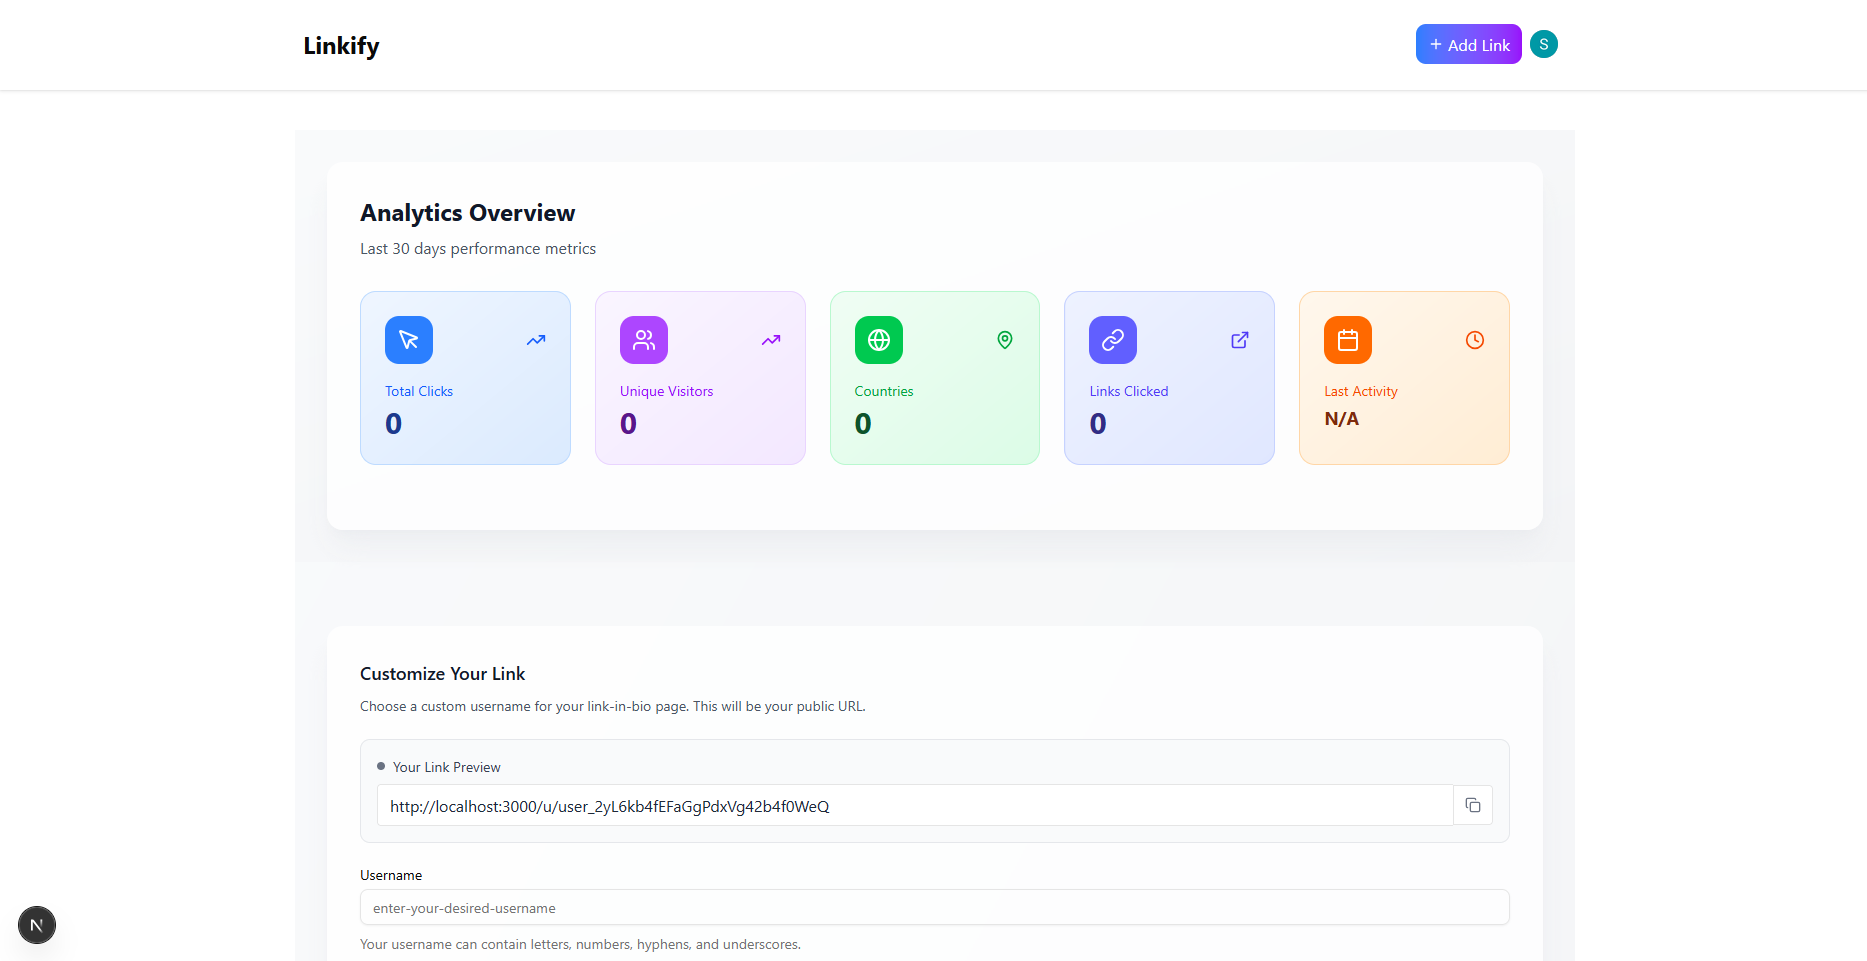 Linkify
+ Add Link
S
Analytics Overview
Last 30 days performance metrics
Total Clicks
0
Unique Visitors
0
Countries
0
Links Clicked
0
Last Activity
N/A
Customize Your Link
Choose a custom username for your link-in-bio page. This will be your public URL.
Your Link Preview
http://localhost:3000/u/user_2yL6kb4fEFaGgPdxVg42b4f0WeQ
Username
enter-your-desired-username
Your username can contain letters, numbers, hyphens, and underscores.
N